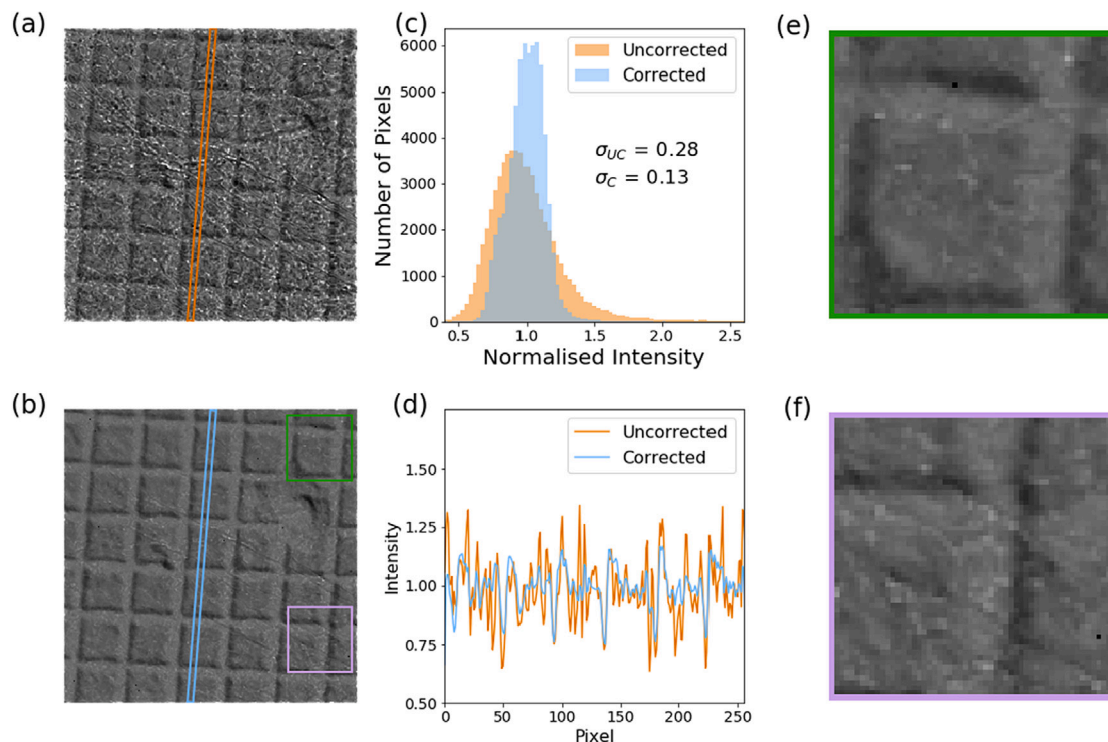 (a)
(c)
6000
5000
4000
3000
2000
1000
0
0.5
1.0
1.5
2.0
2.5
Number of Pixels
Normalised Intensity
Uncorrected
Corrected
σUC = 0.28
σC = 0.13
(e)
(b)
(d)
1.50
1.25
1.00
0.75
0.50
0
50
100
150
200
250
Intensity
Pixel
Uncorrected
Corrected
(f)